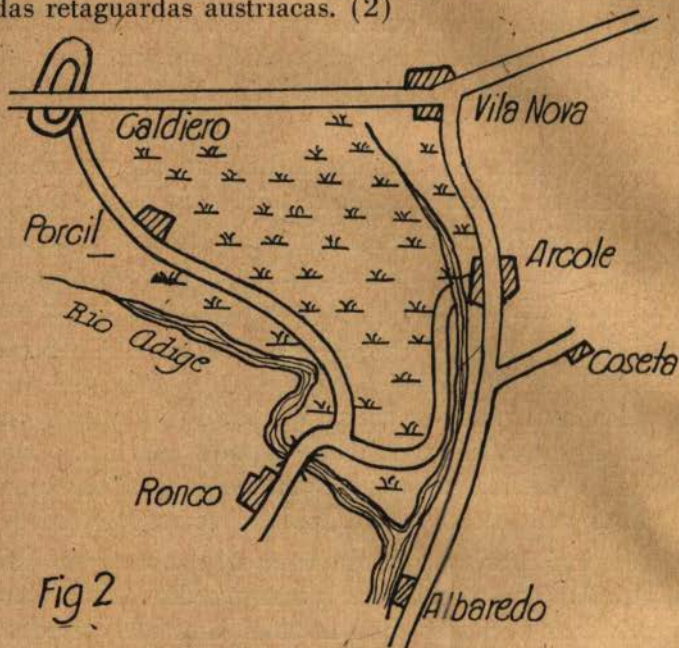 das retaguardas austriacas. (2)
Caldiero
Vila Nova
Porcil
Arcole
Rio Adige
Coseta
Ronco
Albaredo
Fig 2